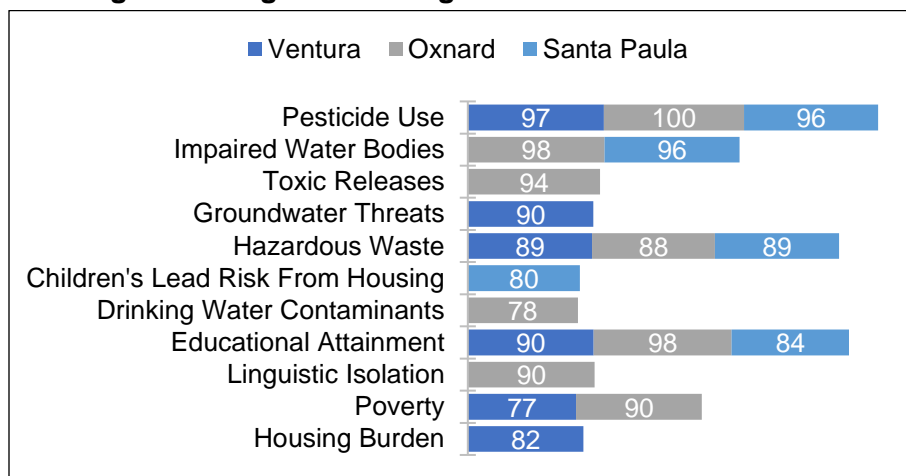 Ventura Oxnard Santa Paula
Pesticide Use 97 100 96
Impaired Water Bodies 98 96
Toxic Releases 94
Groundwater Threats 90
Hazardous Waste 89 88 89
Children's Lead Risk From Housing 80
Drinking Water Contaminants 78
Educational Attainment 90 98 84
Linguistic Isolation 90
Poverty 77 90
Housing Burden 82